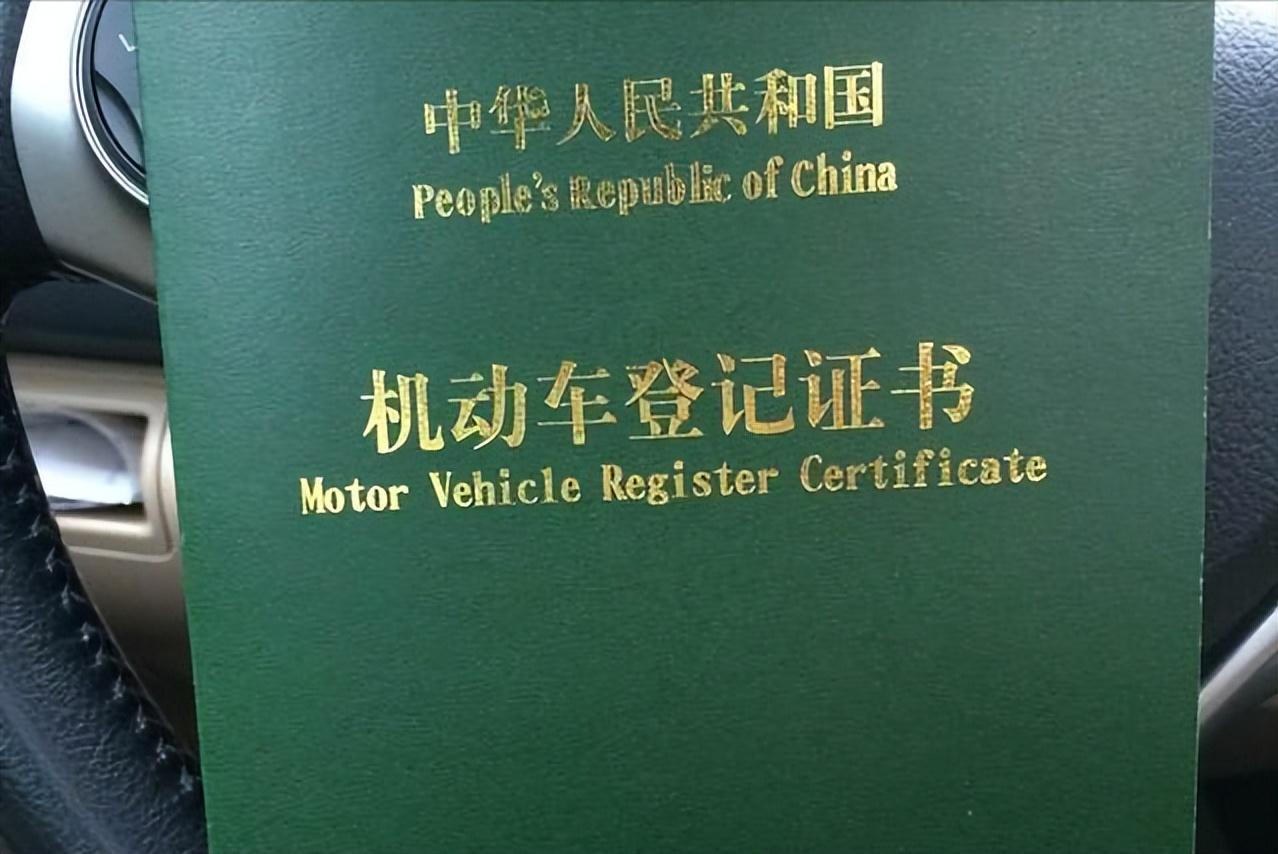 中华人民共和国
People's Republic of China
机动车登记证书
Motor Vehicle Register Certificate